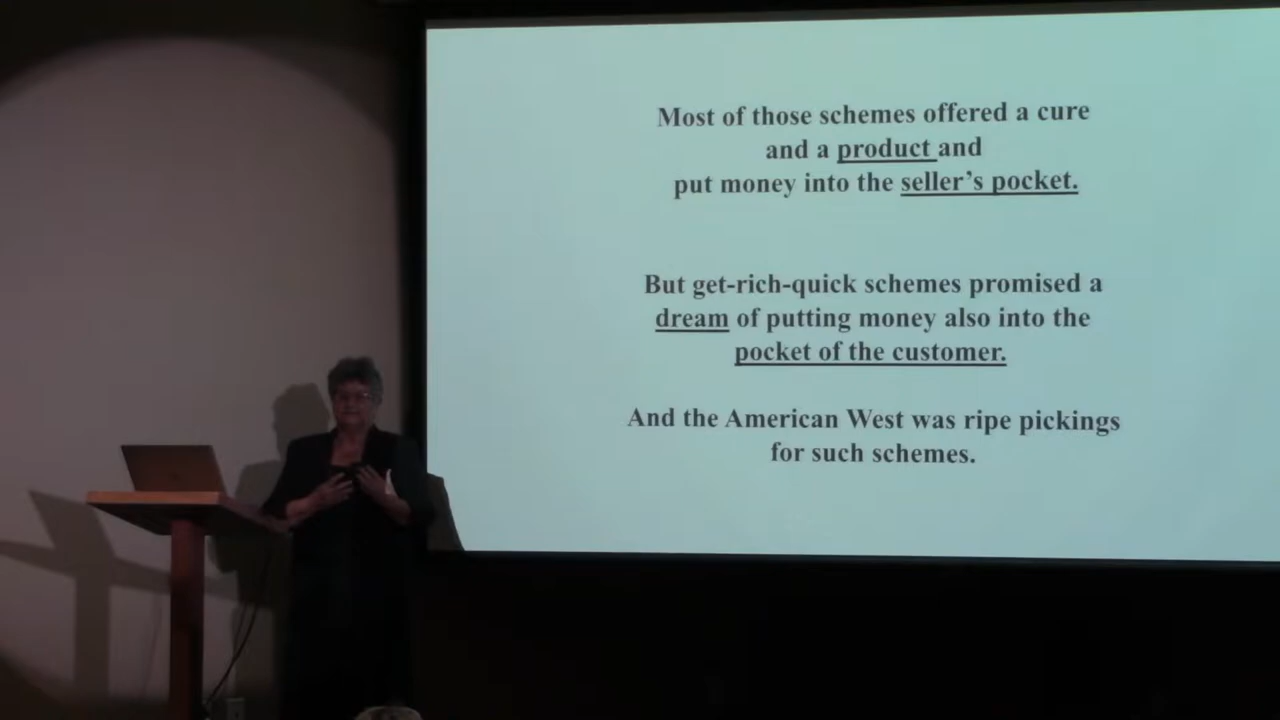 Most of those schemes offered a cure
and a product and
put money into the seller’s pocket.
But get-rich-quick schemes promised a
dream of putting money also into the
pocket of the customer.
And the American West was ripe pickings
for such schemes.